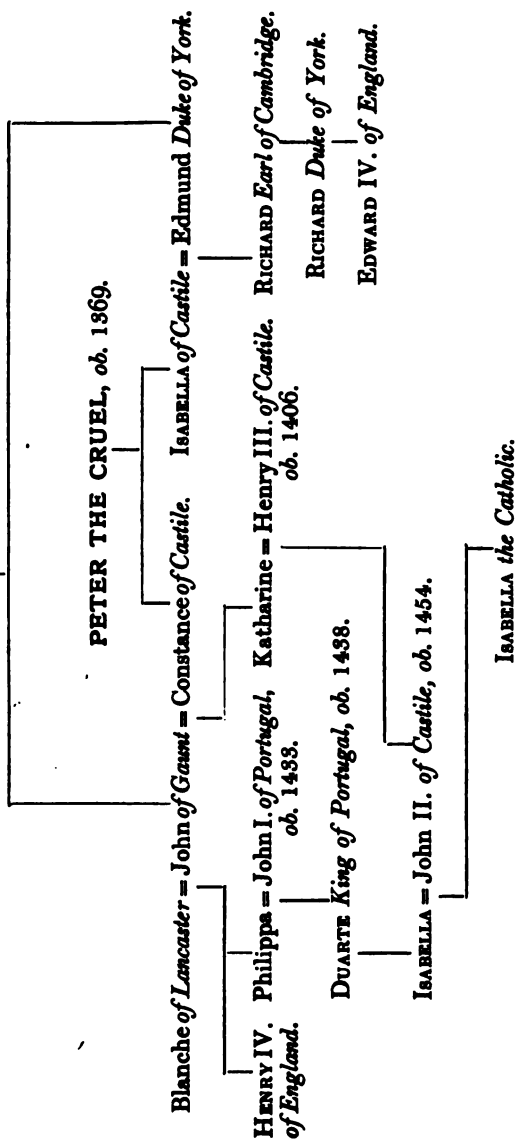 PETER THE CRUEL, ob. 1369.
Blanche of Lancaster = John of Gaunt = Constance of Castile. ISABELLA of Castile = Edmund Duke of York.
HENRY IV. Philippa = John I. of Portugal, Katharine = Henry III. of Castile. RICHARD Earl of Cambridge.
of England. ob. 1433. ob. 1406.
RICHARD Duke of York.
DUARTE King of Portugal, ob. 1438.
EDWARD IV. of England.
ISABELLA = John II. of Castile, ob. 1454.
ISABELLA the Catholic.